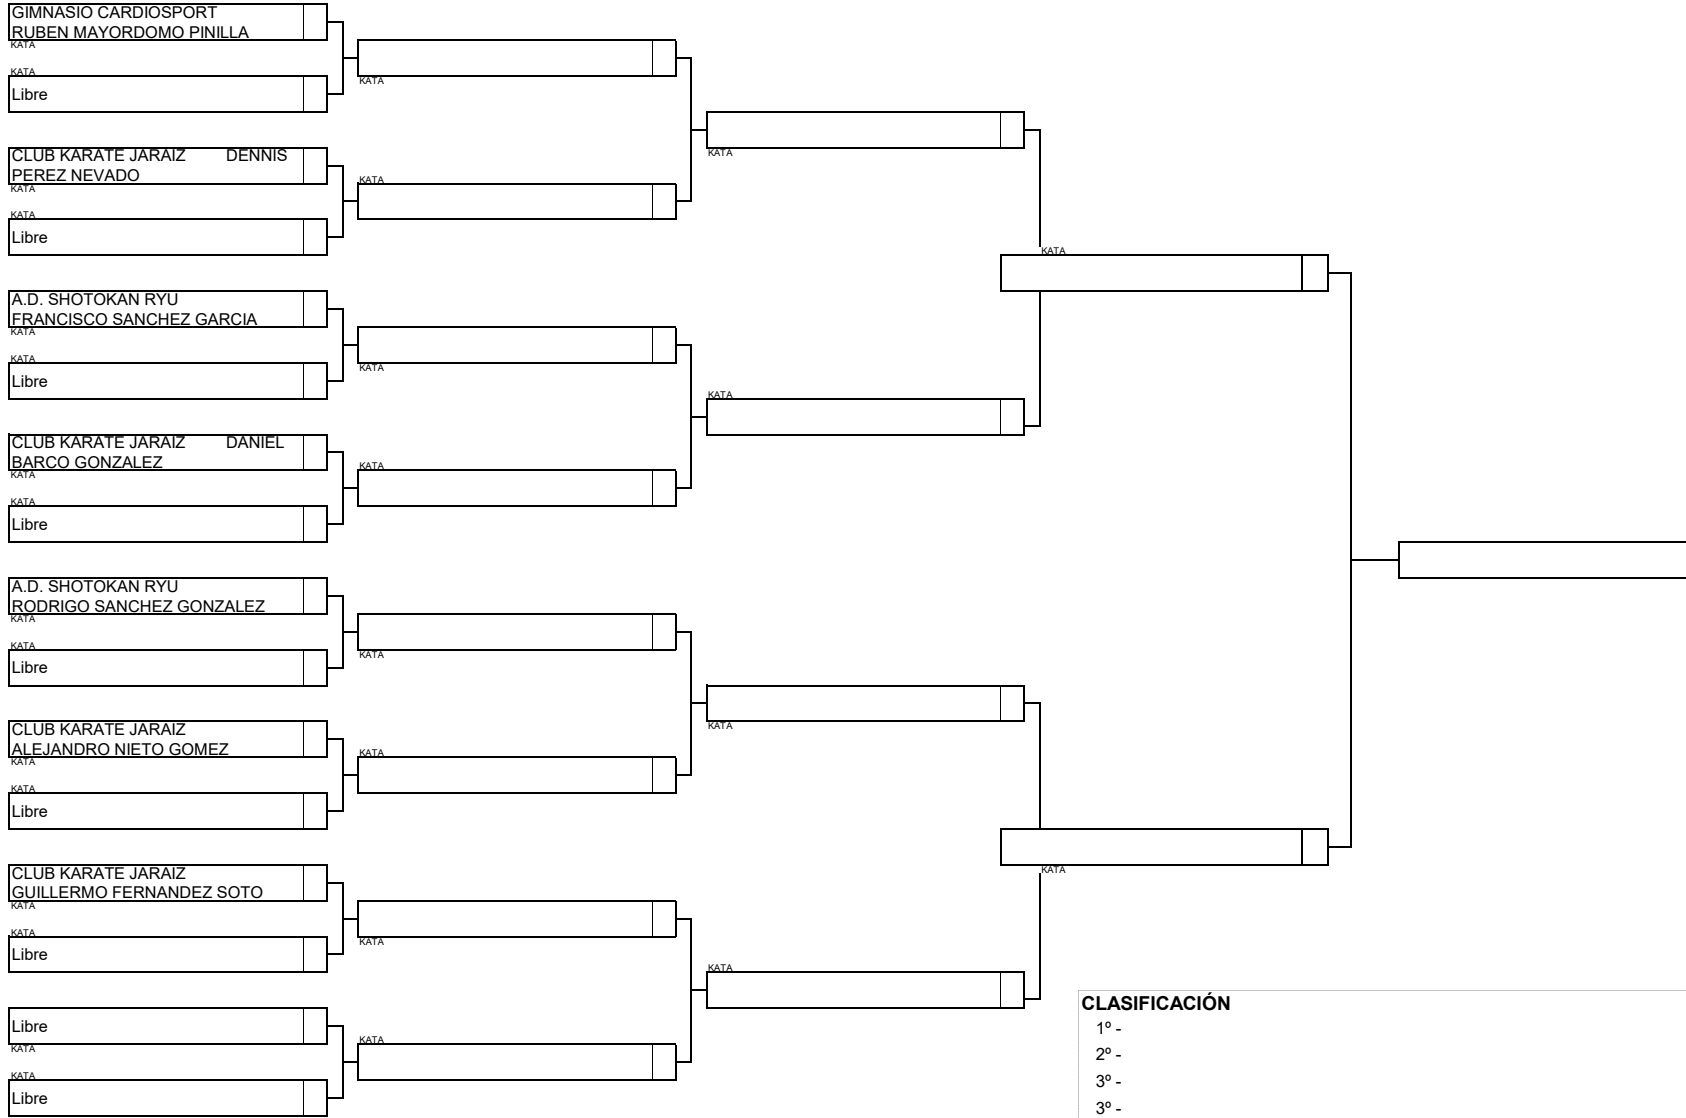 GIMNASIO CARDIOSPORT
RUBEN MAYORDOMO PINILLA
KATA
KATA
Libre
CLUB KARATE JARAIZ DENNIS
PEREZ NEVADO
KATA
KATA
Libre
A.D. SHOTOKAN RYU
FRANCISCO SANCHEZ GARCIA
KATA
KATA
Libre
CLUB KARATE JARAIZ DANIEL
BARCO GONZALEZ
KATA
KATA
Libre
A.D. SHOTOKAN RYU
RODRIGO SANCHEZ GONZALEZ
KATA
KATA
Libre
CLUB KARATE JARAIZ
ALEJANDRO NIETO GOMEZ
KATA
KATA
Libre
CLUB KARATE JARAIZ
GUILLERMO FERNANDEZ SOTO
KATA
KATA
Libre
Libre
KATA
KATA
Libre
KATA
KATA
KATA
KATA
KATA
KATA
KATA
KATA
KATA
KATA
KATA
KATA
KATA
KATA
CLASIFICACIÓN
1º -
2º -
3º -
3º -